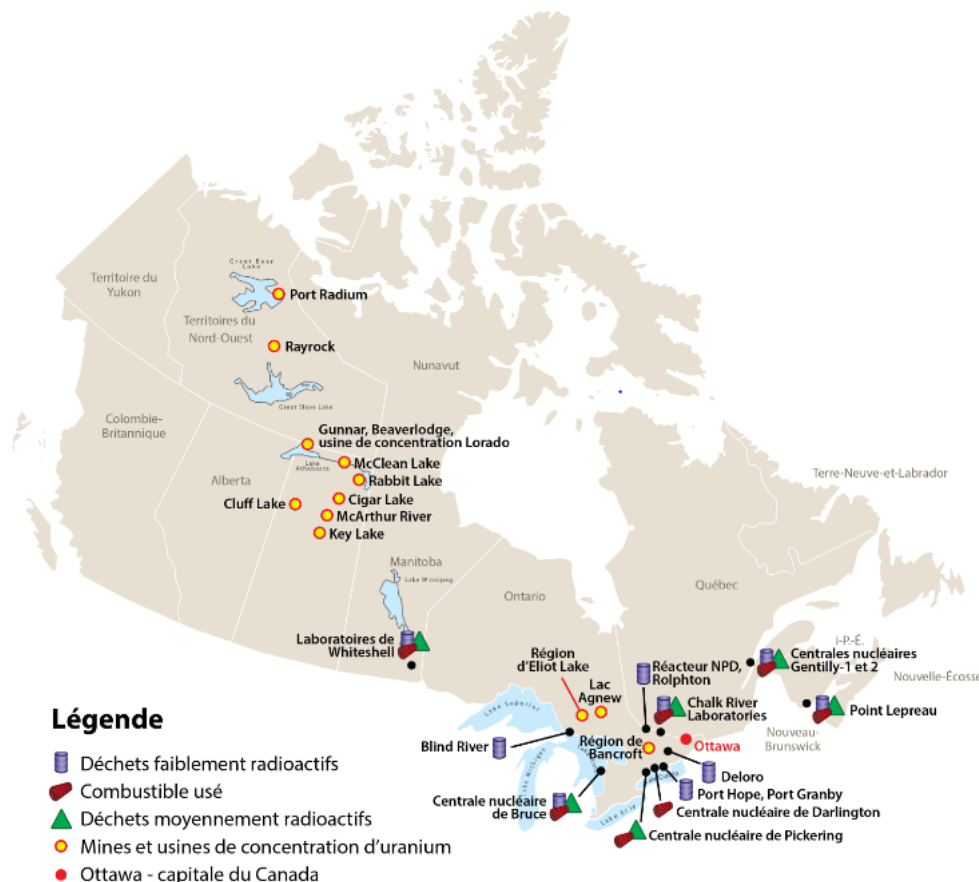 Great Bear
Lake
Port Radium
Territoire du
Yukon
Territoires du
Nord-Ouest
Rayrock
Nunavut
Great Slave Lake
Colombie-
Britannique
Gunnar, Beaverlodge,
usine de concentration Lorado
Lake
Athabasca
McClean Lake
Rabbit Lake
Alberta
Cluff Lake
Cigar Lake
McArthur River
Key Lake
Terre-Neuve-et-Labrador
Manitoba
Lake Winnipeg
Ontario
Québec
Laboratoires de
Whiteshell
Région
d'Eliot Lake
Lac
Agnew
Réacteur NPD,
Rolphton
Chalk River
Laboratories
î-P.-É.
Centrales nucléaires
Gentilly-1 et 2
Nouvelle-Écosse
Point Lepreau
Nouveau-
Brunswick
Lake Superior
Blind River
Région de
Bancroft
Ottawa
Lake Michigan
Deloro
Port Hope, Port Granby
Centrale nucléaire
de Bruce
Lake Erie
Centrale nucléaire de Darlington
Centrale nucléaire de Pickering
Légende
Déchets faiblement radioactifs
Combustible usé
Déchets moyennement radioactifs
Mines et usines de concentration d'uranium
Ottawa - capitale du Canada